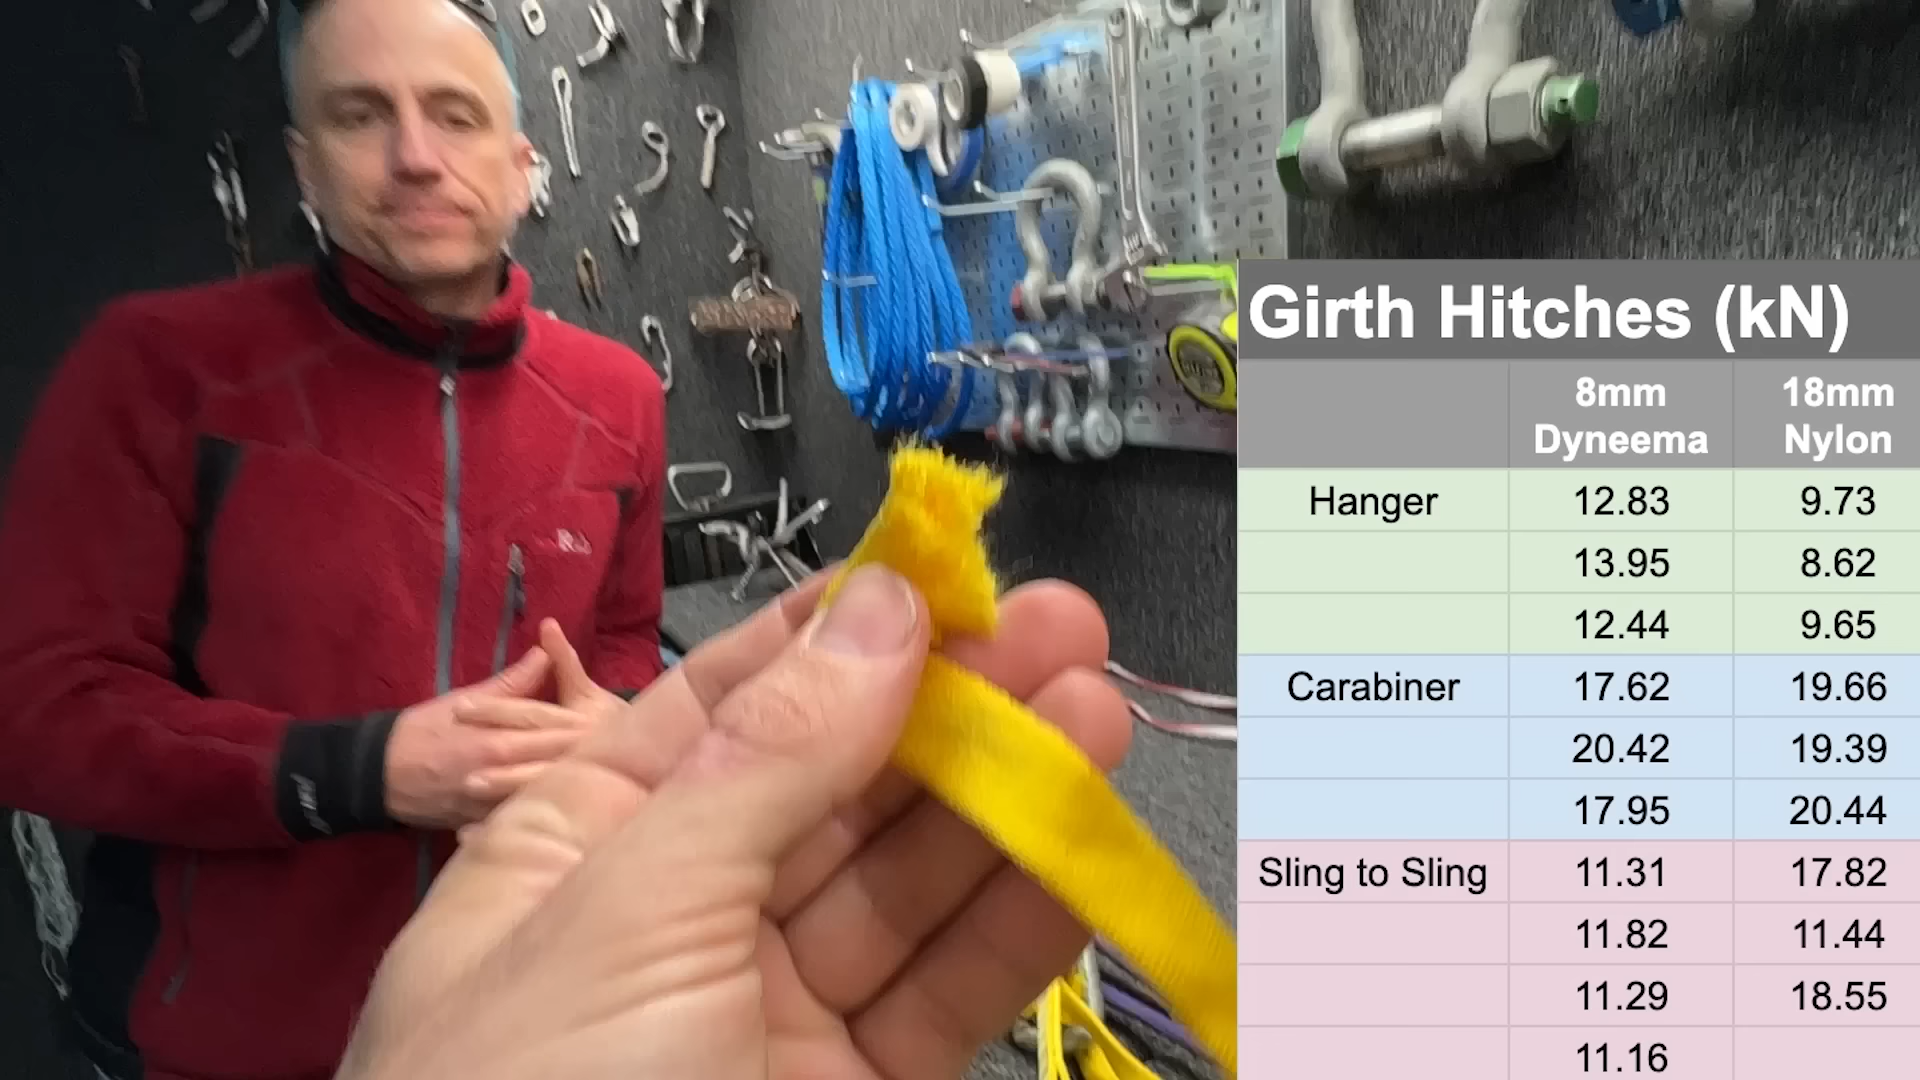 Girth Hitches (kN)
8mm Dyneema 18mm Nylon
Hanger 12.83 9.73
13.95 8.62
12.44 9.65
Carabiner 17.62 19.66
20.42 19.39
17.95 20.44
Sling to Sling 11.31 17.82
11.82 11.44
11.29 18.55
11.16